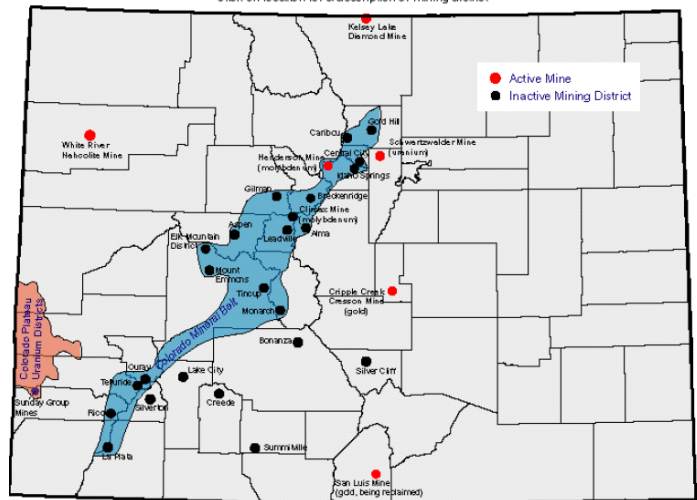 Kelsey Lake
Diamond Mine
Active Mine
Inactive Mining District
White River
Nahcolite Mine
Caribou
Gold Hill
Central City
Schwartzwalder Mine
(uranium)
Henderson Mine
(molybdenum)
Idaho Springs
Gilman
Breckenridge
Climax Mine
(molybdenum)
Aspen
Leadville
Alma
Elk Mountain
District
Mount
Emmons
Tincup
Cripple Creek
Cresson Mine
(gold)
Monarch
Colorado Mineral Belt
Colorado Plateau
Uranium Districts
Bonanza
Ouray
Lake City
Silver Cliff
Telluride
Sunday Group
Mines
Silverton
Creede
Rico
La Plata
Summitville
San Luis Mine
(gold, being reclaimed)